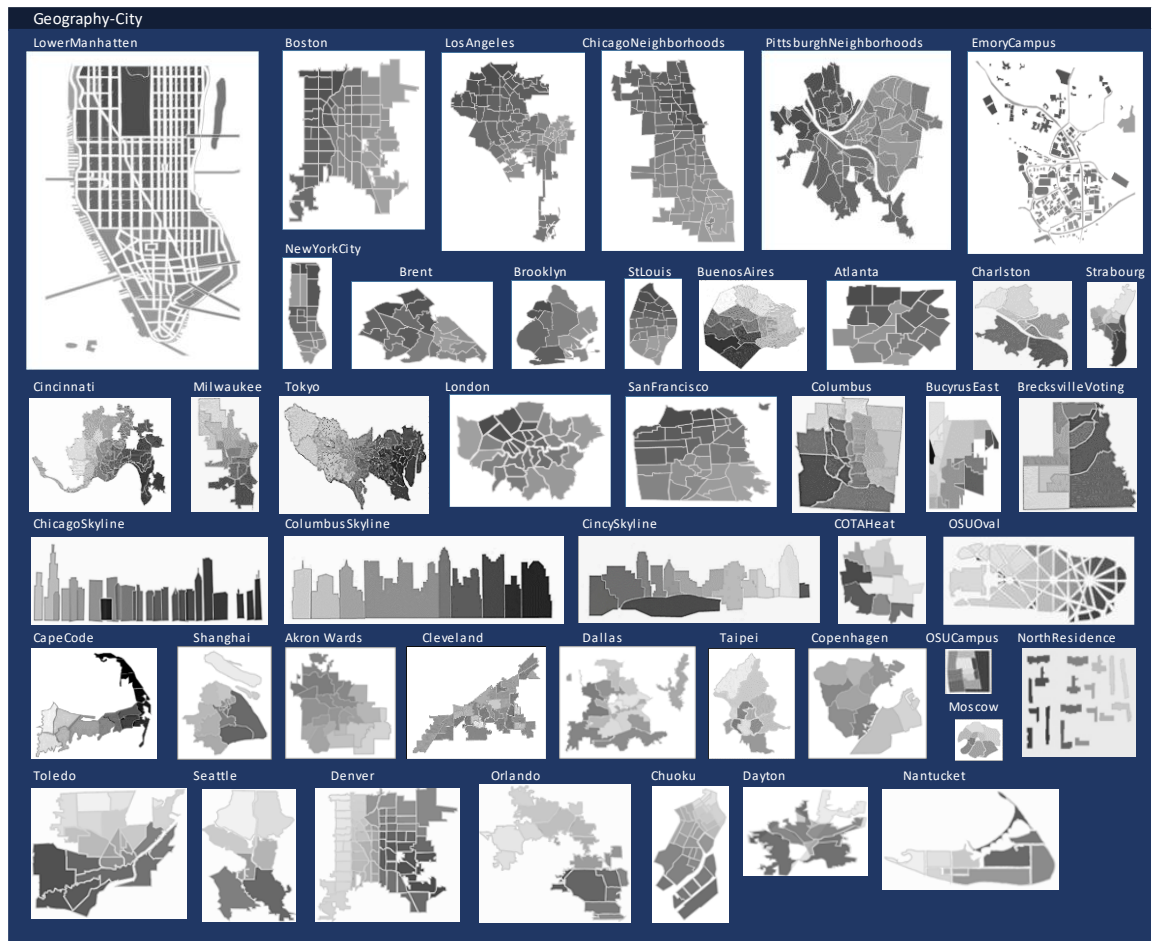 Geography-City
LowerManhatten
Boston
LosAngeles
ChicagoNeighborhoods
PittsburghNeighborhoods
EmoryCampus
NewYorkCity
Brent
Brooklyn
StLouis
BuenosAires
Atlanta
Charlston
Strabourg
Cincinnati
Milwaukee
Tokyo
London
SanFrancisco
Columbus
BucyrusEast
BrecksvilleVoting
ChicagoSkyline
ColumbusSkyline
CincySkyline
COTAHeat
OSUOval
CapeCode
Shanghai
Akron Wards
Cleveland
Dallas
Taipei
Copenhagen
OSUCampus
NorthResidence
Moscow
Toledo
Seattle
Denver
Orlando
Chuoku
Dayton
Nantucket